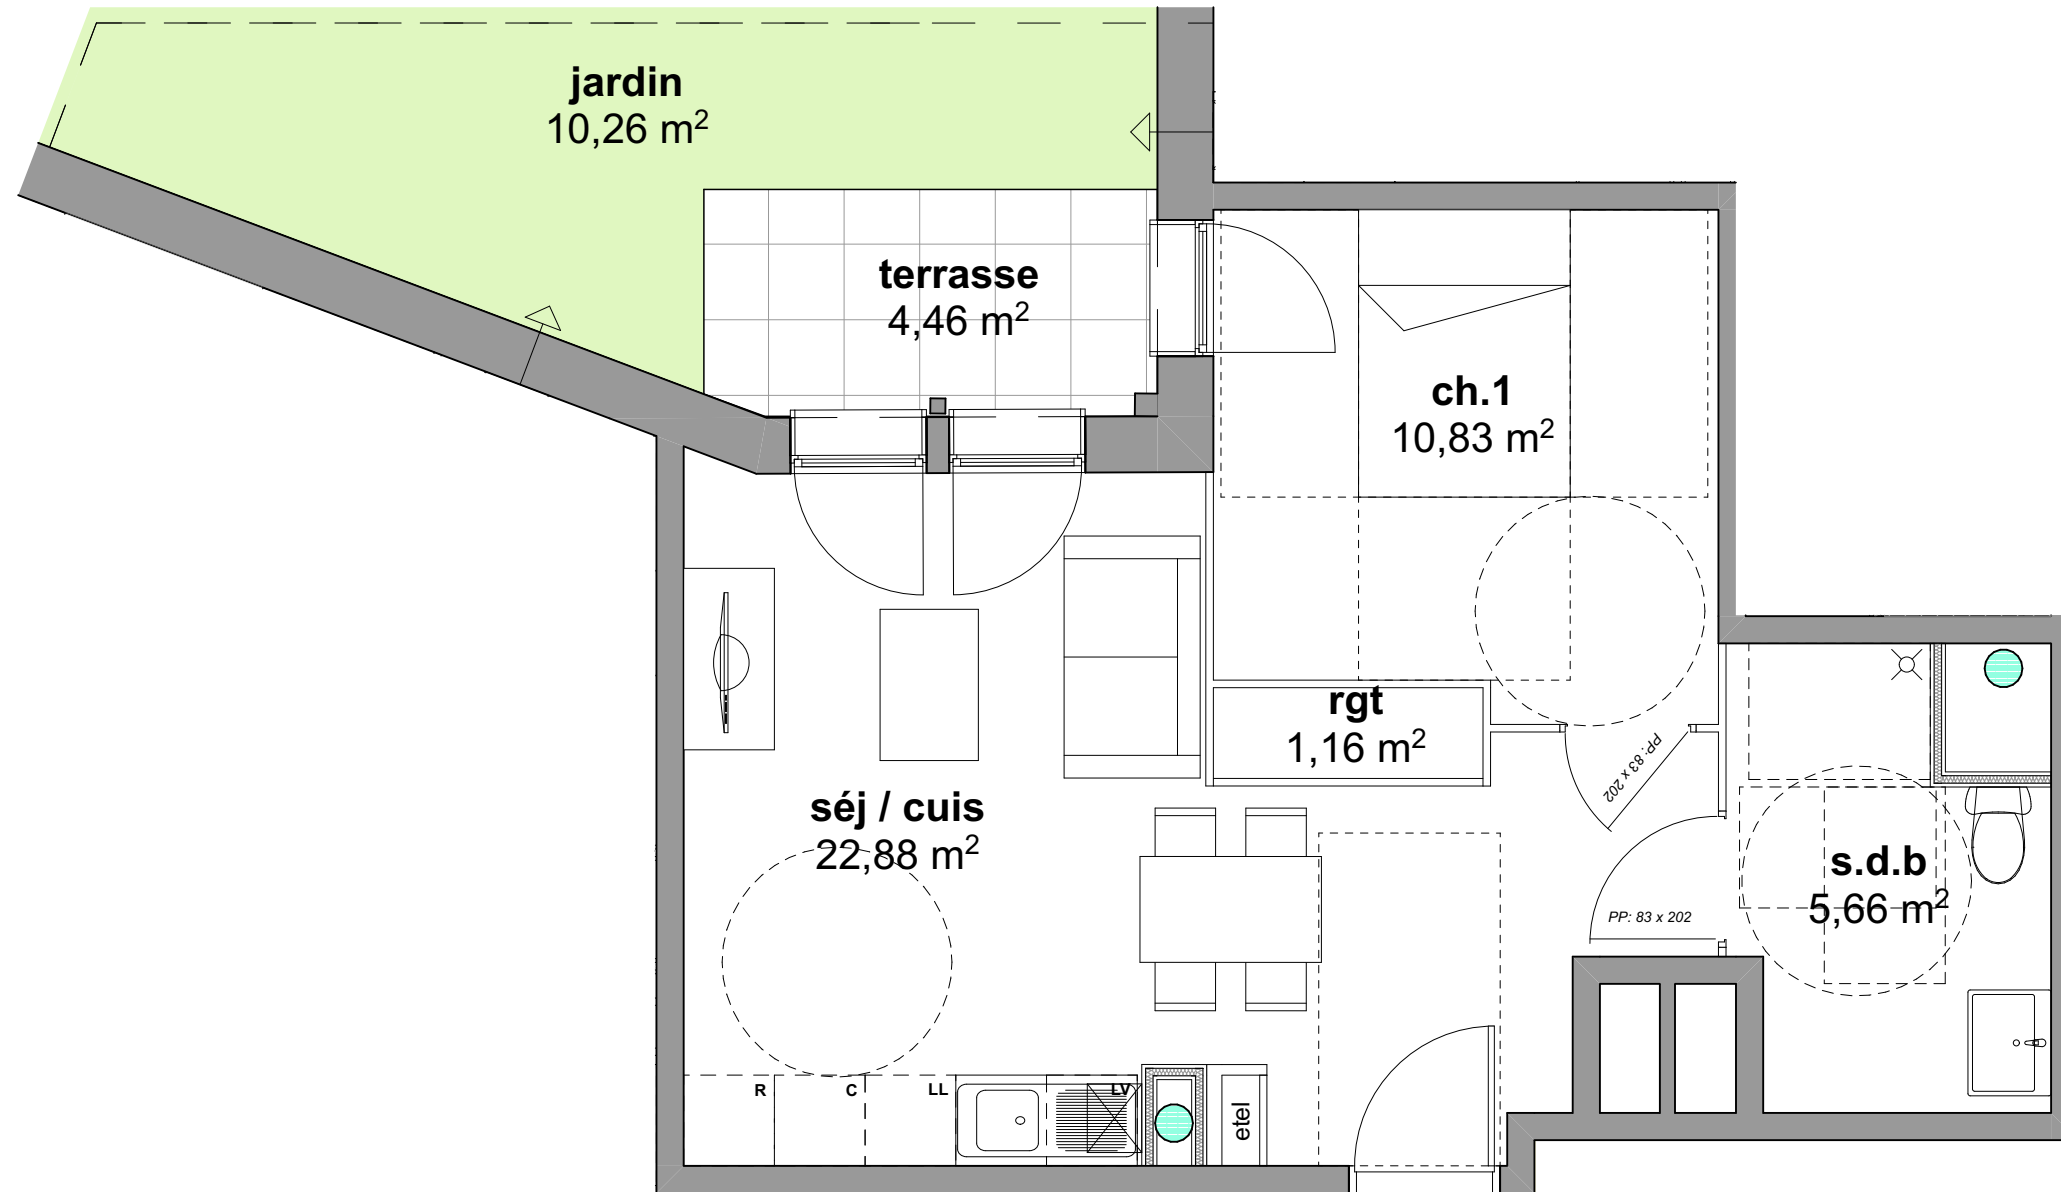 jardin
10,26 m²
terrasse
4,46 m²
ch.1
10,83 m²
rgt
1,16 m²
PP: 83 x 202
séj / cuis
22,88 m²
s.d.b
5,66 m²
PP: 83 x 202
R
C
LL
LV
etel